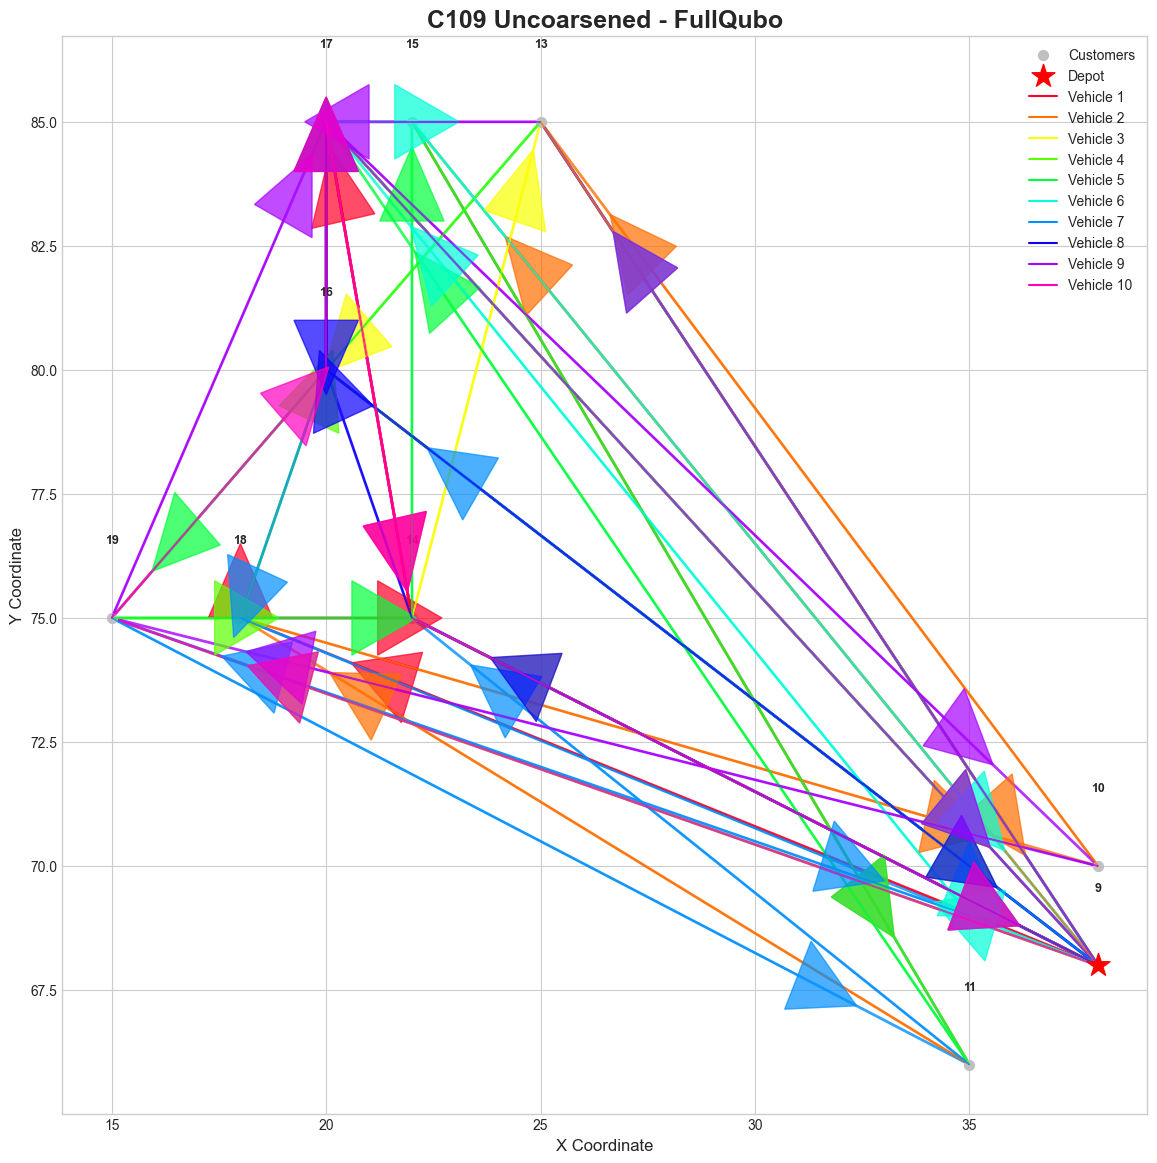 C109 Uncoarsened - FullQubo
17 15 13
Customers
Depot
Vehicle 1
Vehicle 2
Vehicle 3
Vehicle 4
Vehicle 5
Vehicle 6
Vehicle 7
Vehicle 8
Vehicle 9
Vehicle 10
85.0
82.5
16
80.0
77.5
19 18 14
75.0
72.5
10
70.0
9
67.5
11
15 20 25 30 35
X Coordinate
Y Coordinate